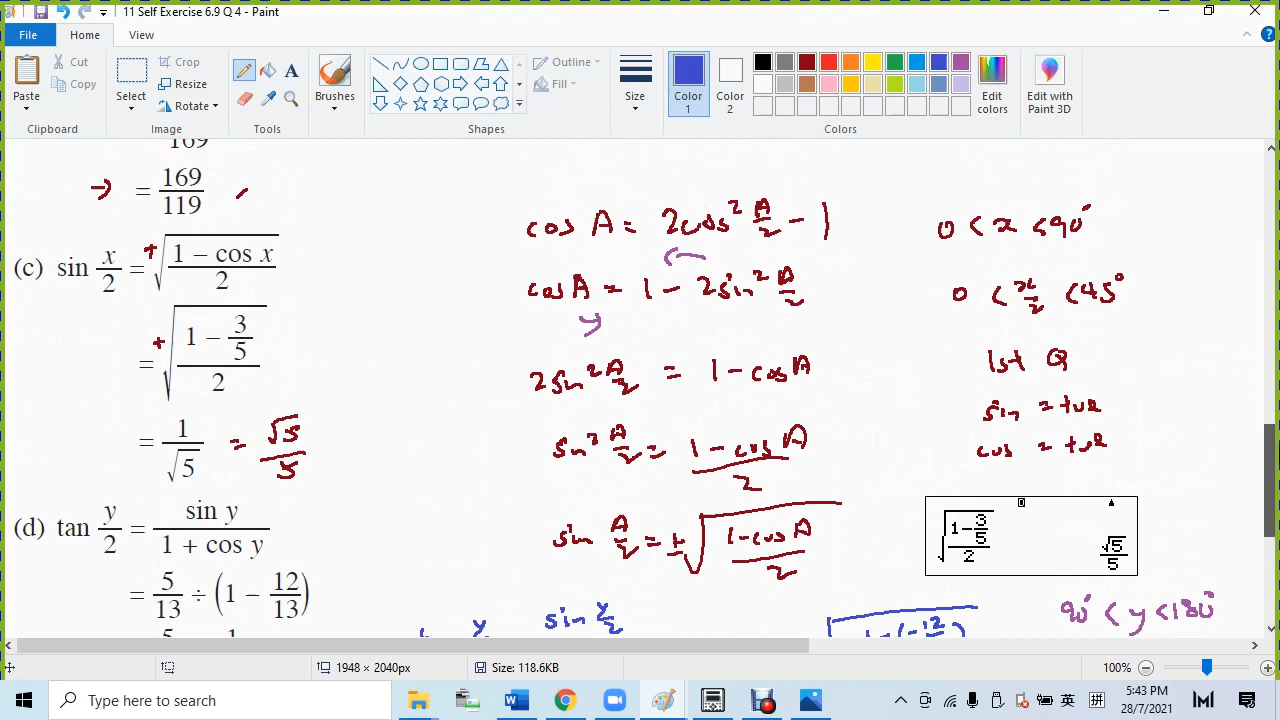 11 Self Exercise 6.9 Q 4 - Paint
File Home View
Paste Cut Copy Select Crop Resize Rotate Brushes Outline Fill Size Color 1 Color 2 Edit colors Edit with Paint 3D
Clipboard Image Tools Shapes Colors
169
→ = 169/119
(c) sin x/2 = +√((1 − cos x)/2)
= +√((1 − 3/5)/2)
= 1/√5 = √5/5
(d) tan y/2 = sin y/(1 + cos y)
= 5/13 ÷ (1 − 12/13)
cos A = 2cos² A/2 − 1
cos A = 1 − 2sin² A/2
2sin² A/2 = 1 − cos A
sin² A/2 = (1 − cos A)/2
sin A/2 = ±√((1 − cos A)/2)
sin y/2
0 < x < 90°
0 < x/2 < 45°
1st Q
sin = +ve
cos = +ve
√((1−3/5)/2) √5/5
90° < y < 180°
1948 × 2040px Size: 118.6KB 100%
Type here to search
英 拼 5:43 PM
28/7/2021